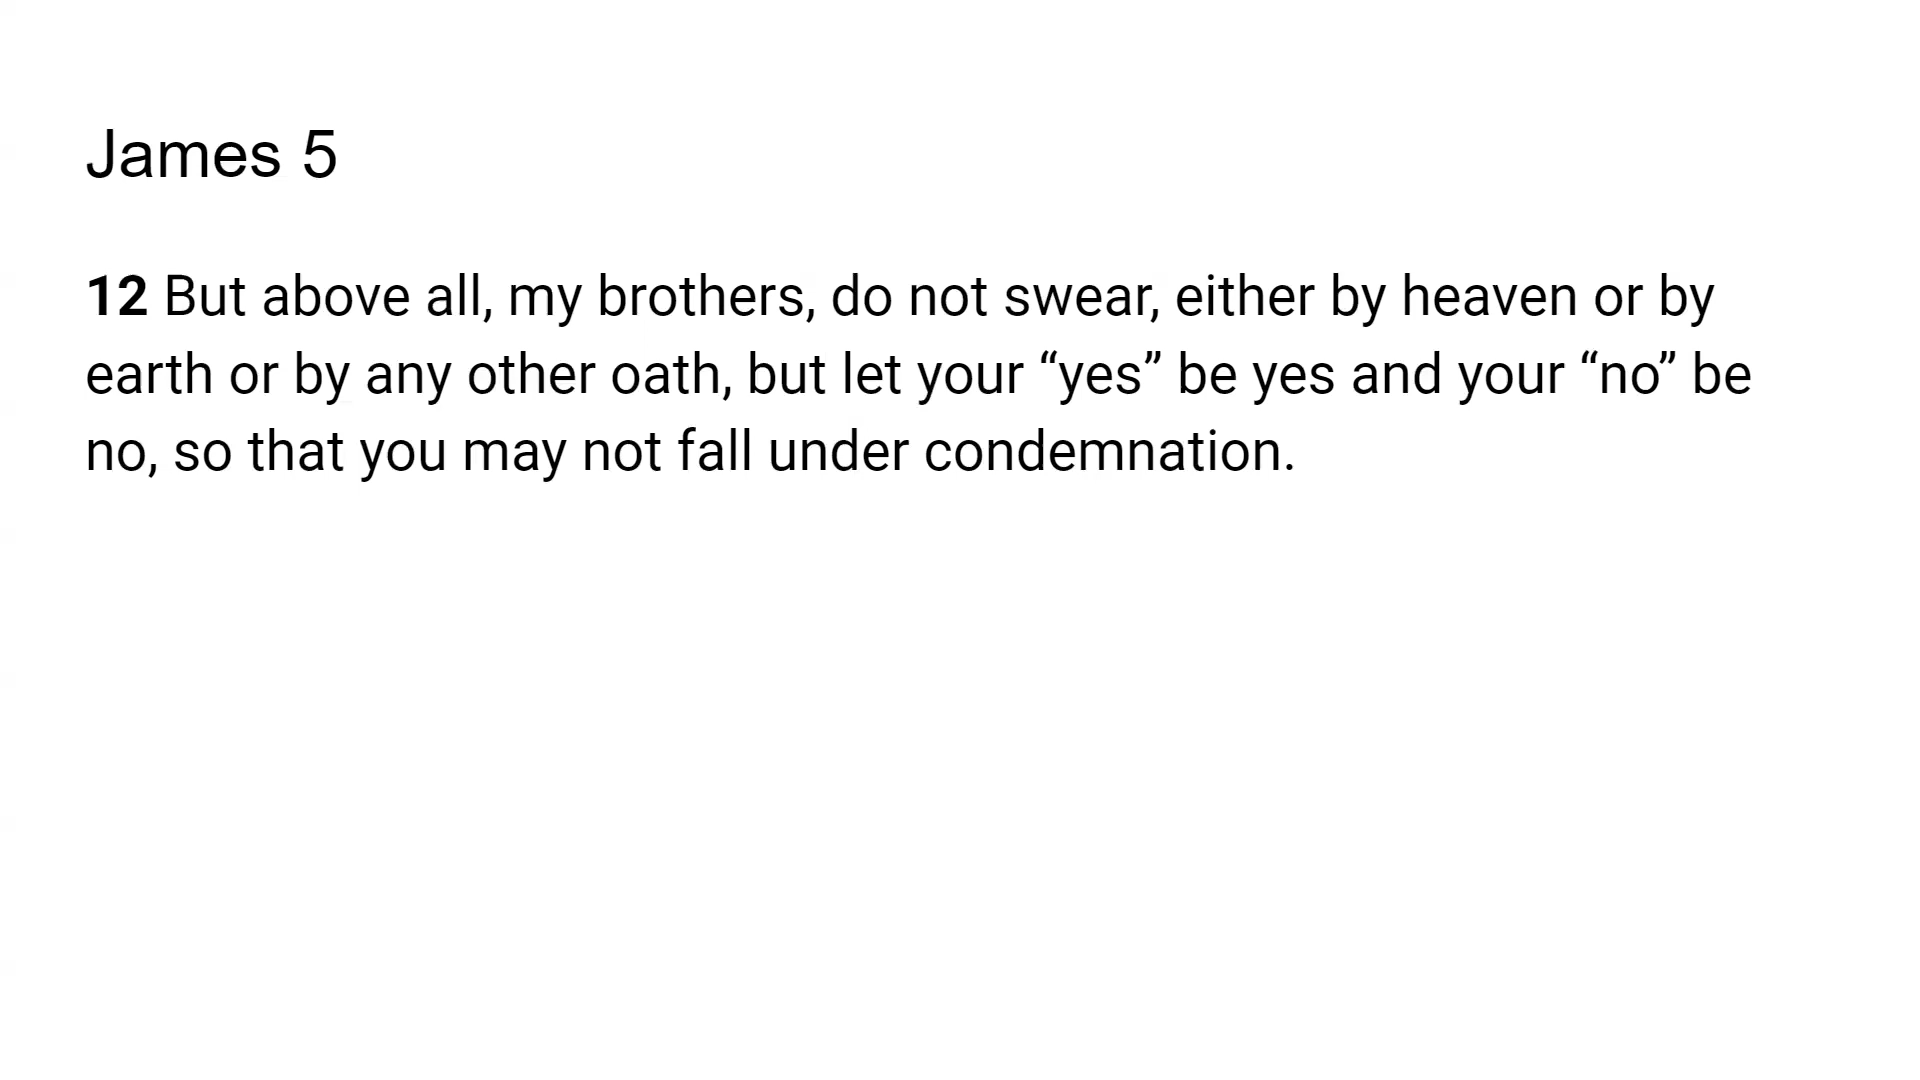 James 5
12 But above all, my brothers, do not swear, either by heaven or by
earth or by any other oath, but let your “yes” be yes and your “no” be
no, so that you may not fall under condemnation.